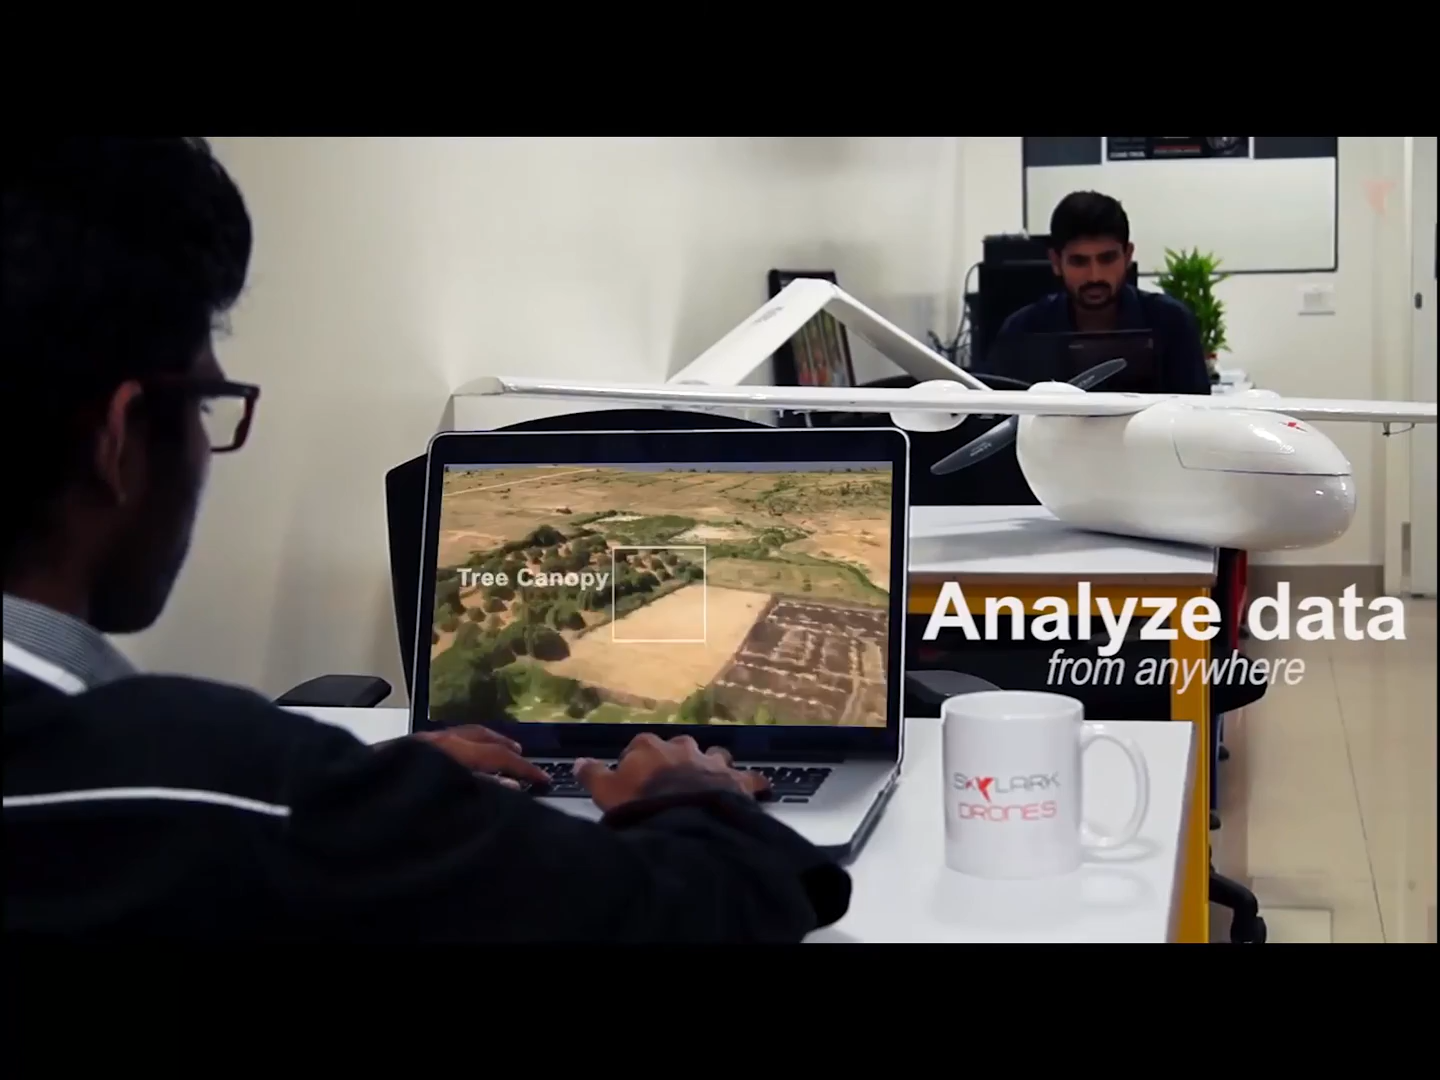 Tree Canopy
Analyze data
from anywhere
SKYLARK
DRONES